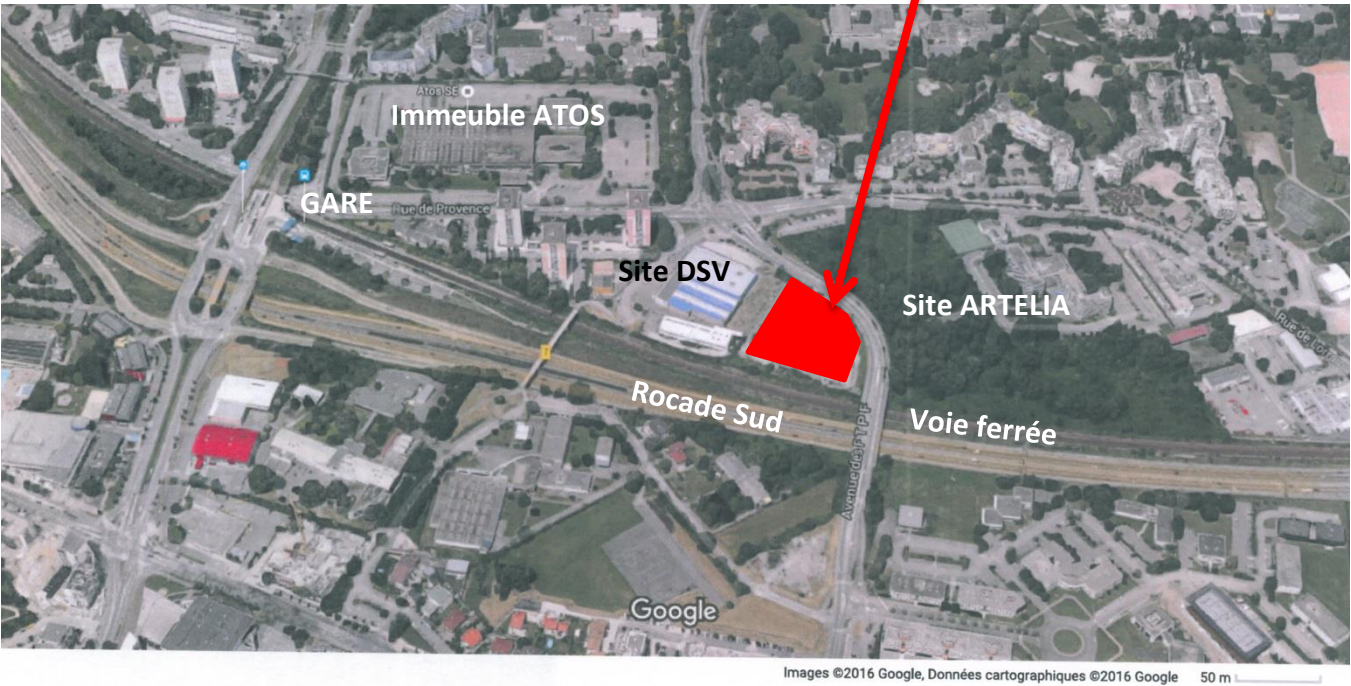 Atos SE
Immeuble ATOS
GARE
Rue de Provence
Site DSV
Site ARTELIA
Rocade Sud
Voie ferrée
Avenue des F T P F
Google
Images ©2016 Google, Données cartographiques ©2016 Google 50 m